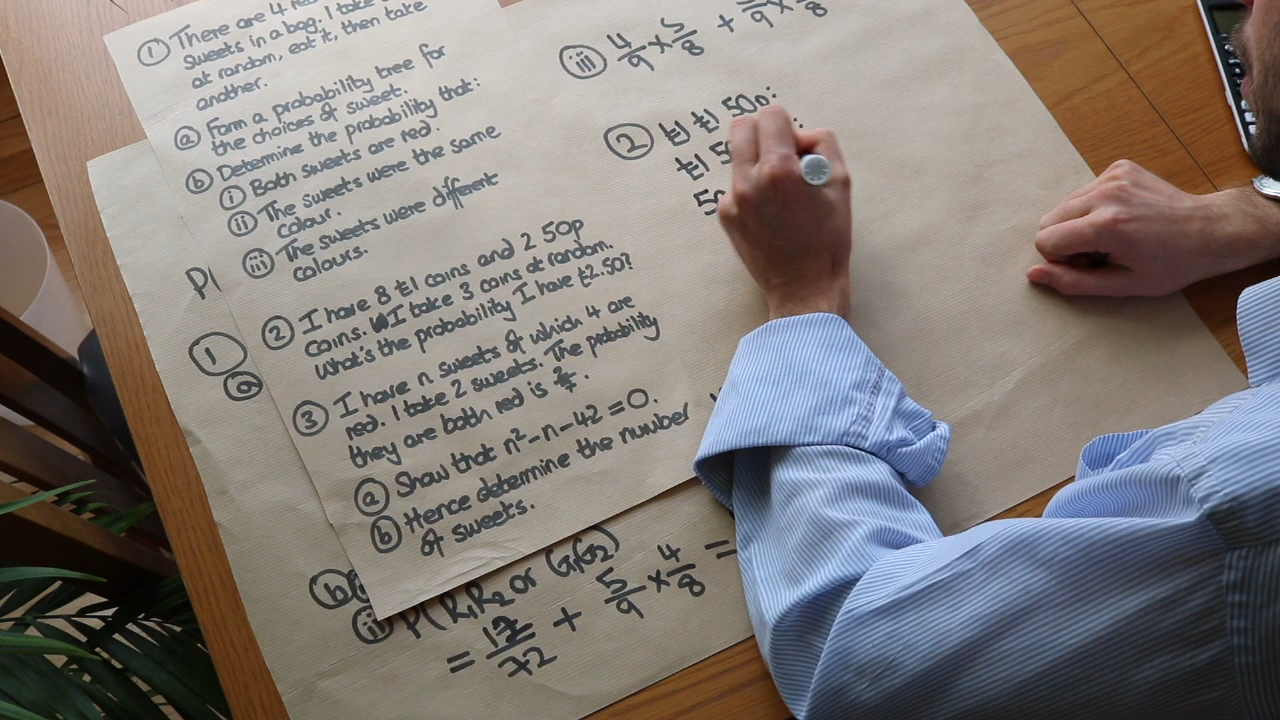 ① There are 4 red
sweets in a bag. I take
at random, eat it, then take
another.
ⓐ Form a probability tree for
the choices of sweet.
ⓑ Determine the probability that:
ⓘ Both sweets are red.
ⓘⓘ The sweets were the same
colour.
ⓘⓘⓘ The sweets were different
colours.
② I have 8 £1 coins and 2 50p
coins. I take 3 coins at random.
What's the probability I have £2.50?
③ I have n sweets of which 4 are
red. I take 2 sweets. The probability
they are both red is 2/7.
ⓐ Show that n²-n-42=0.
ⓑ Hence determine the number
of sweets.
P(
①
ⓐ
ⓑ
(ii) P(R₁R₂ or G₁G₂)
= 12/72 + 5/9 × 4/8 =
(iii) 4/9 × 5/8 + 5/9 × /8
② £1 £1 50p:
£1 50
50